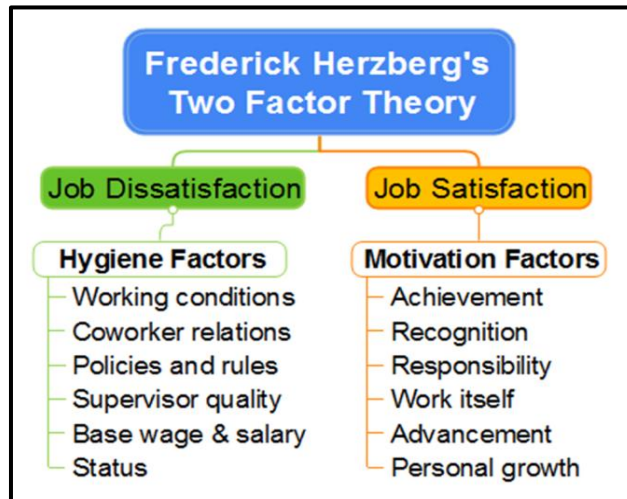 Frederick Herzberg's
Two Factor Theory
Job Dissatisfaction
Hygiene Factors
Working conditions
Coworker relations
Policies and rules
Supervisor quality
Base wage & salary
Status
Job Satisfaction
Motivation Factors
Achievement
Recognition
Responsibility
Work itself
Advancement
Personal growth